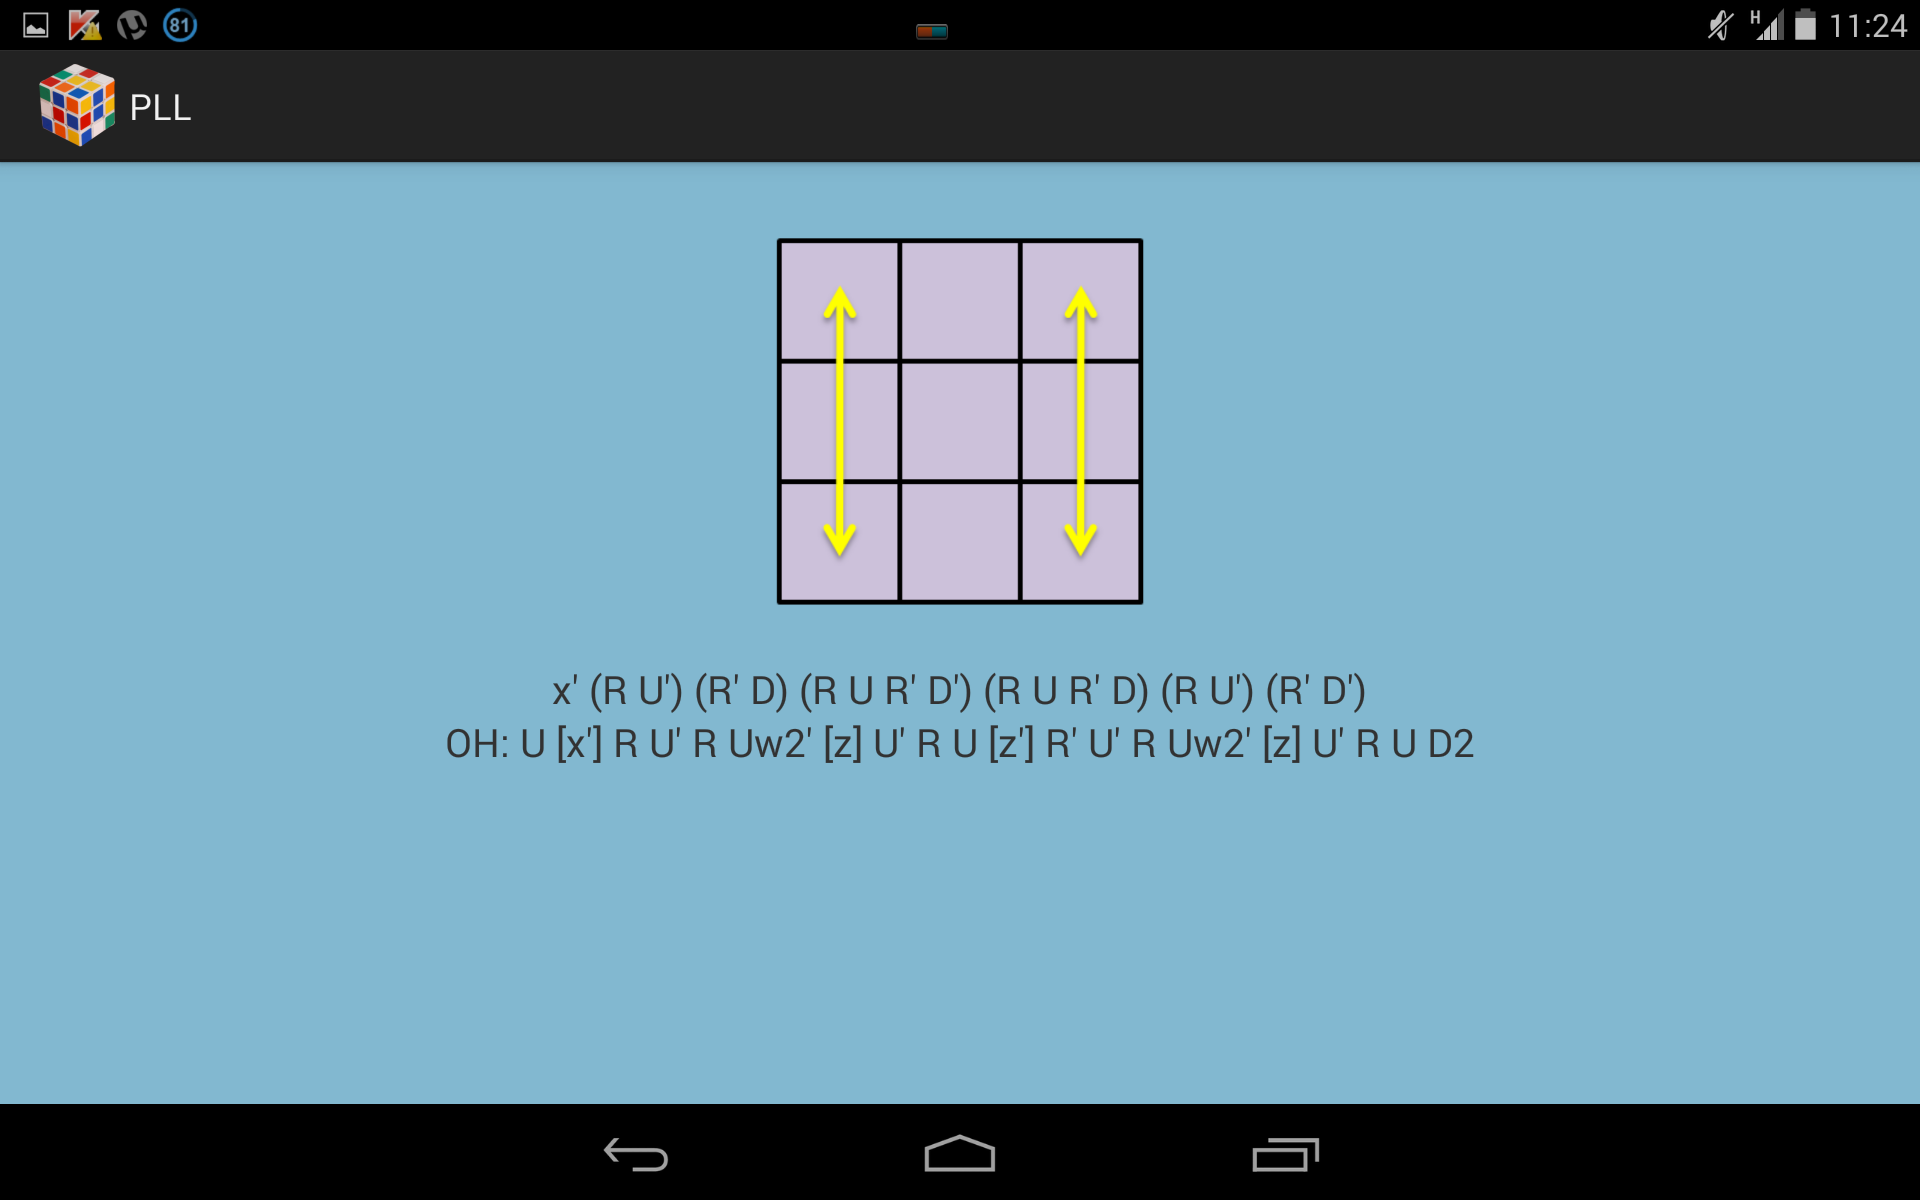 81
H
11:24
PLL
x' (R U') (R' D) (R U R' D') (R U R' D) (R U') (R' D')
OH: U [x'] R U' R Uw2' [z] U' R U [z'] R' U' R Uw2' [z] U' R U D2